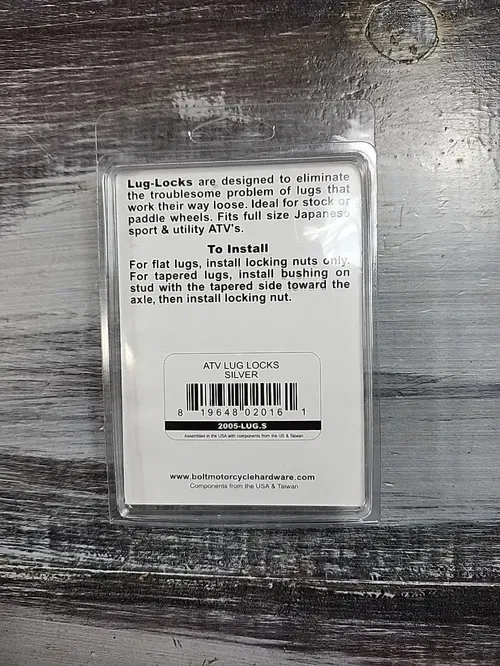 Lug-Locks are designed to eliminate
the troublesome problem of lugs that
work their way loose. Ideal for stock or
paddle wheels. Fits full size Japanese
sport & utility ATV's.
To Install
For flat lugs, install locking nuts only.
For tapered lugs, install bushing on
stud with the tapered side toward the
axle, then install locking nut.
ATV LUG LOCKS
SILVER
8 19648 02016 1
2005-LUG.S
Assembled in the USA with components from the US & Taiwan
www.boltmotorcyclehardware.com
Components from the USA & Taiwan